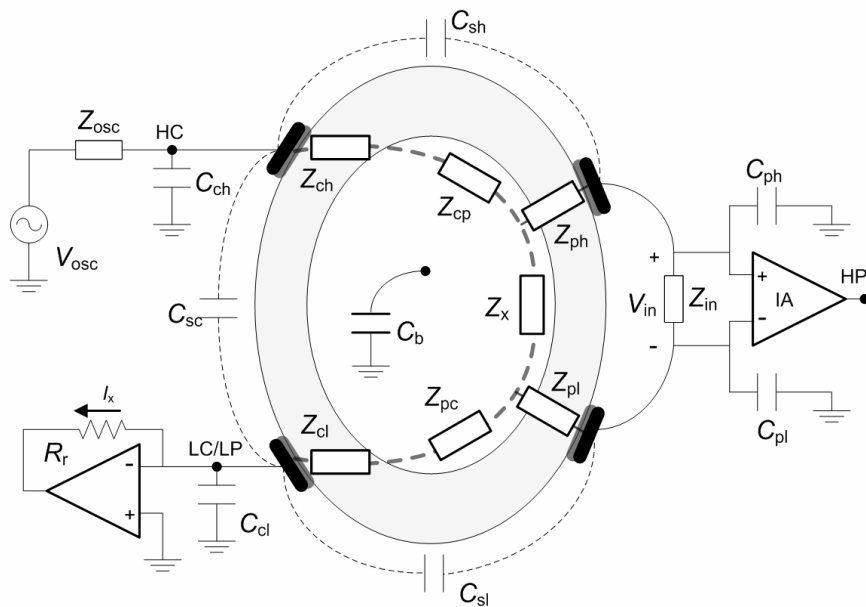 Csh
Zosc
HC
Cch
Zch
Zcp
Zph
Cph
Vosc
+
Vin
-
Zin
+
-
IA
HP
Csc
Cb
Zx
Ix
Rr
-
+
LC/LP
Ccl
Zcl
Zpc
Zpl
Cpl
Csl